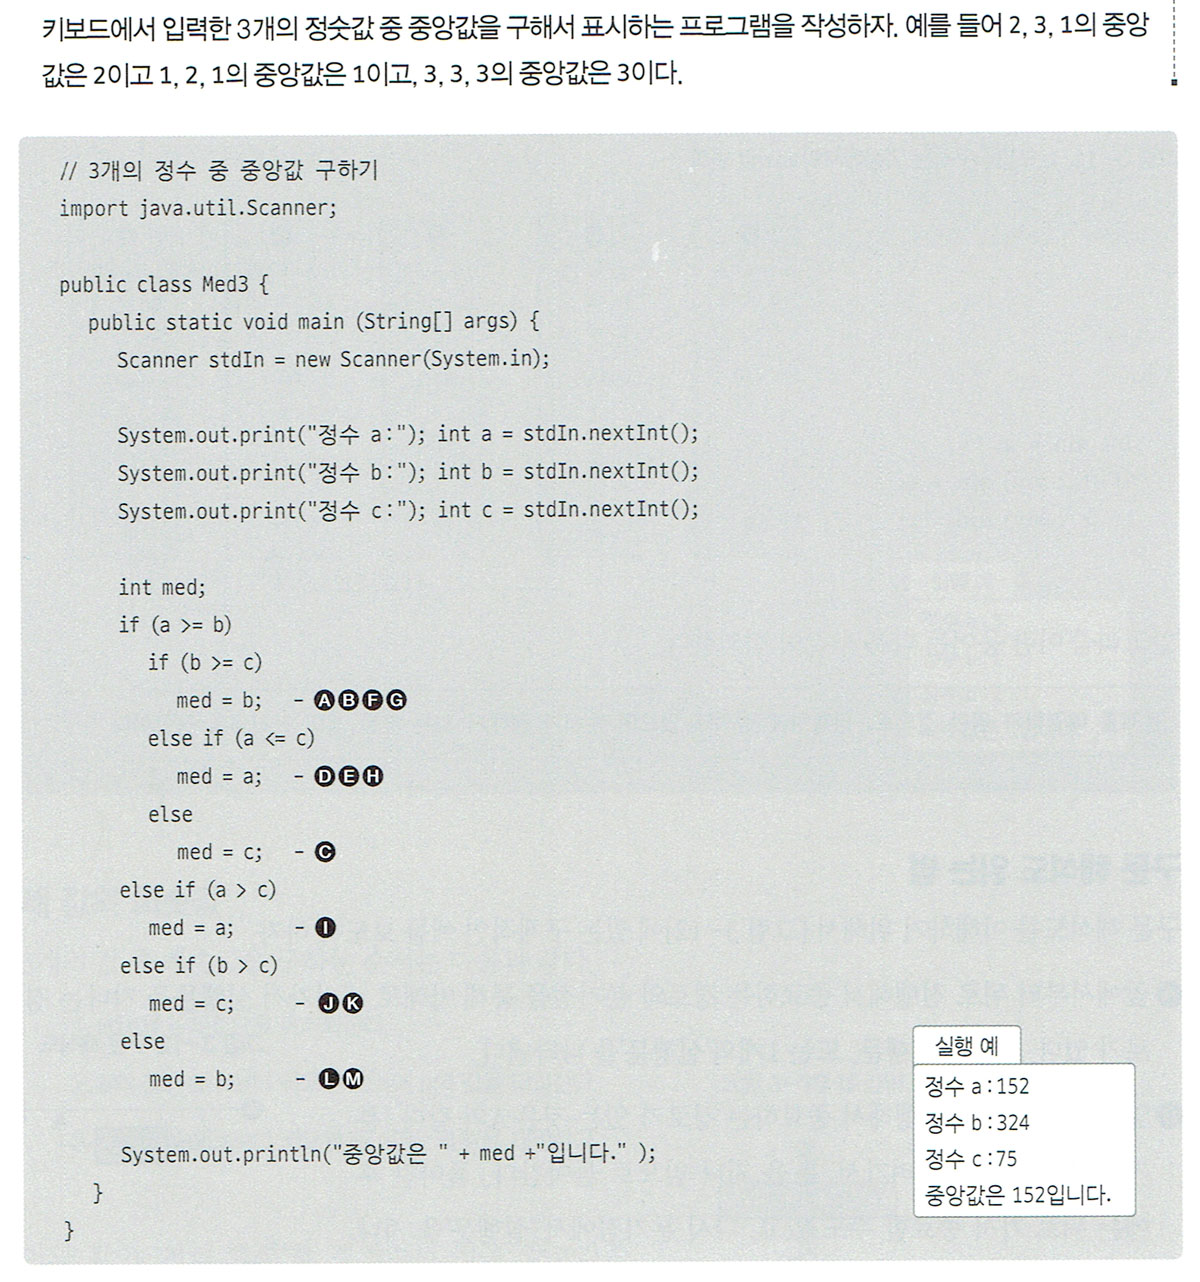 키보드에서 입력한 3개의 정숫값 중 중앙값을 구해서 표시하는 프로그램을 작성하자. 예를 들어 2, 3, 1의 중앙
값은 2이고 1, 2, 1의 중앙값은 1이고, 3, 3, 3의 중앙값은 3이다.
// 3개의 정수 중 중앙값 구하기
import java.util.Scanner;
public class Med3 {
public static void main (String[] args) {
Scanner stdIn = new Scanner(System.in);
System.out.print("정수 a:"); int a = stdIn.nextInt();
System.out.print("정수 b:"); int b = stdIn.nextInt();
System.out.print("정수 c:"); int c = stdIn.nextInt();
int med;
if (a >= b)
if (b >= c)
med = b; - A B F G
else if (a <= c)
med = a; - D E H
else
med = c; - C
else if (a > c)
med = a; - I
else if (b > c)
med = c; - J K
else
med = b; - L M
System.out.println("중앙값은 " + med +"입니다." );
}
}
실행 예
정수 a:152
정수 b:324
정수 c:75
중앙값은 152입니다.